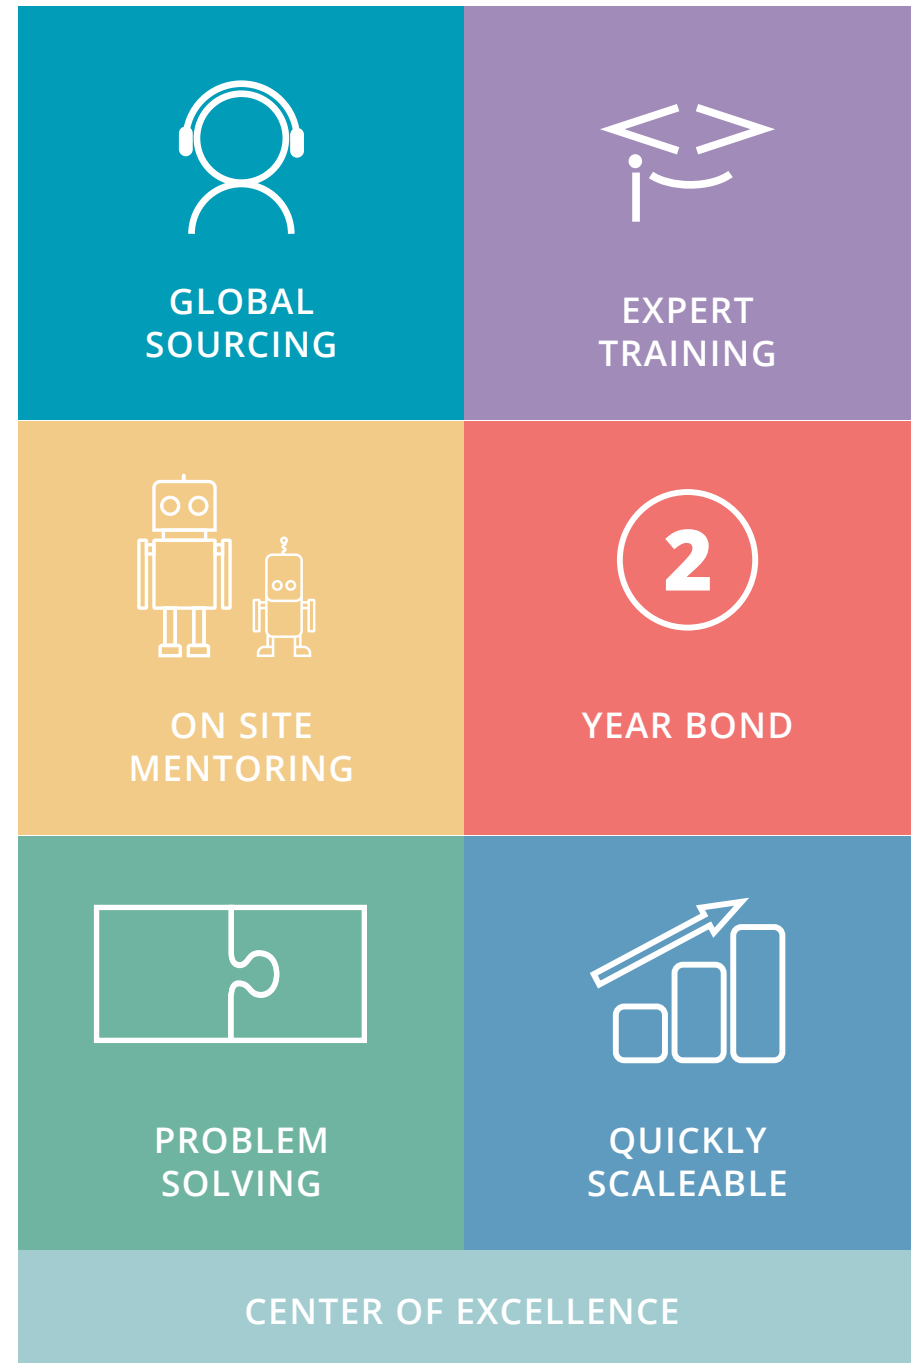 GLOBAL
SOURCING
EXPERT
TRAINING
ON SITE
MENTORING
2
YEAR BOND
PROBLEM
SOLVING
QUICKLY
SCALEABLE
CENTER OF EXCELLENCE